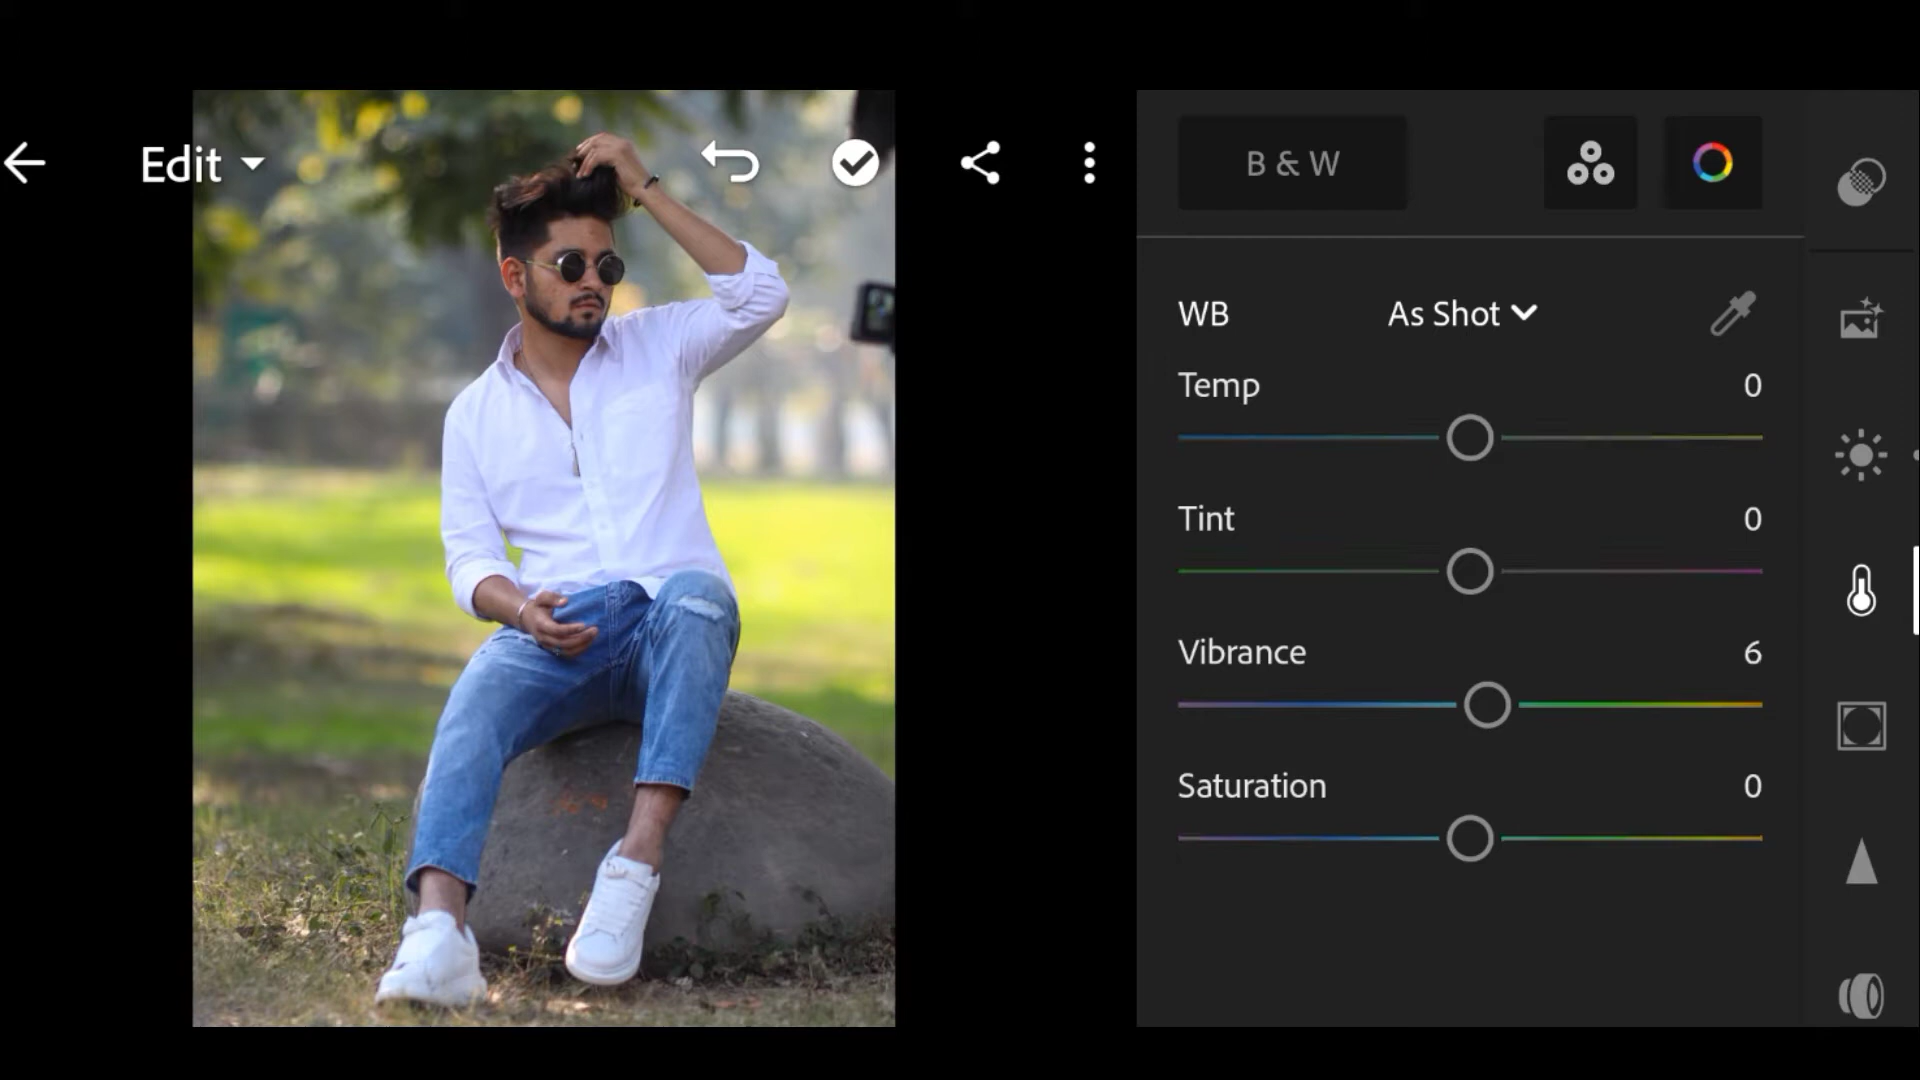 Edit
B & W
WB As Shot
Temp 0
Tint 0
Vibrance 6
Saturation 0